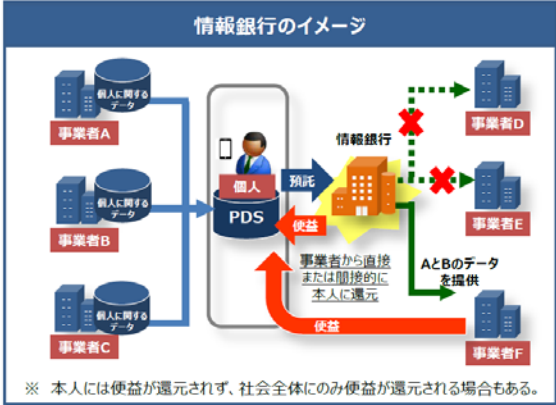 情報銀行のイメージ
個人に関する
データ
事業者A
個人に関する
データ
事業者B
個人に関する
データ
事業者C
個人
PDS
預託
便益
情報銀行
事業者から直接
または間接的に
本人に還元
便益
AとBのデータ
を提供
事業者D
事業者E
事業者F
※ 本人には便益が還元されず、社会全体にのみ便益が還元される場合もある。